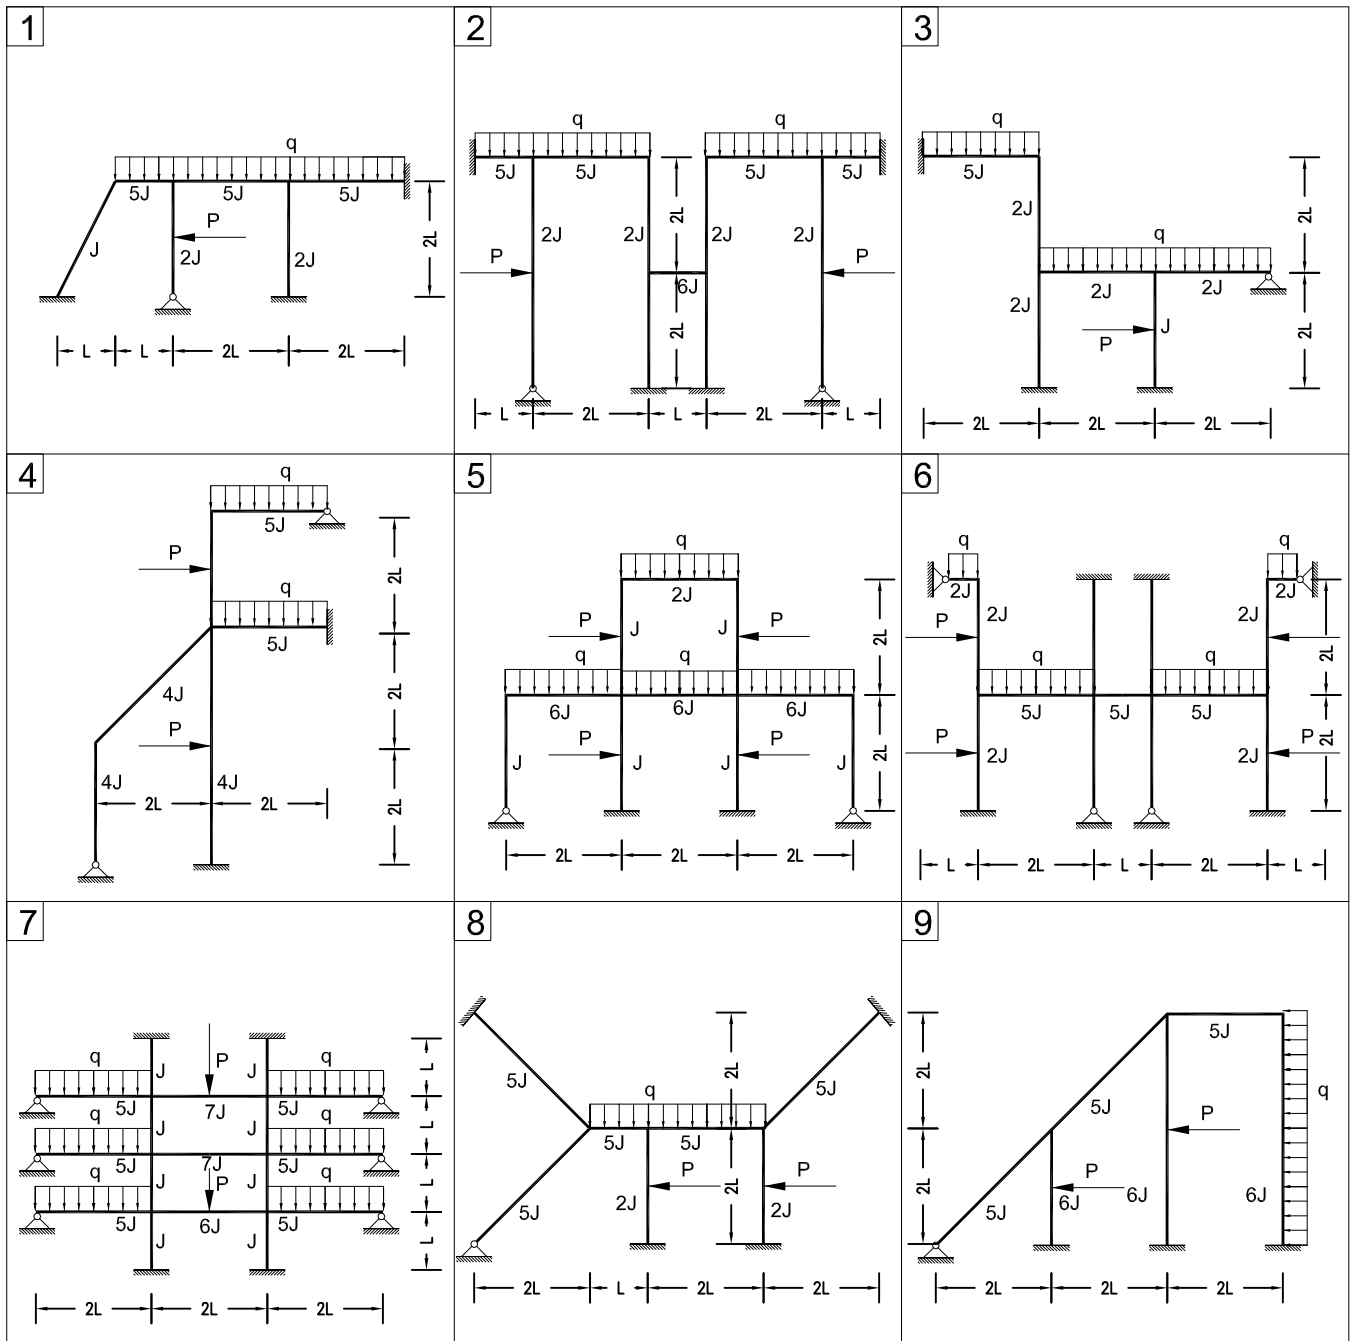 1
q
5J 5J 5J
P
J 2J 2J
2L
L L 2L 2L
2
q q
5J 5J 5J 5J
2L
2J 2J 2J 2J
P P
6J
2L
L 2L L 2L L
3
q
5J
2J
2L
q
2J 2J 2J
P J
2L
2L 2L 2L
4
q
5J
P
2L
q
5J
4J
2L
P
4J 4J
2L 2L
2L
5
q
2J
P J J P
2L
q
6J 6J 6J
P P
J J J J
2L
2L 2L 2L
6
q q
2J 2J
2J 2J
P
2L
q q
5J 5J 5J
P 2J 2J P
2L
L 2L L 2L L
7
P
q J J q
L
5J 7J 5J
q J J q
L
5J 7J 5J
q J P J q
L
5J 6J 5J
J J
L
2L 2L 2L
8
5J 5J
2L
q
5J 5J
P P
2L
5J 2J 2J
2L L 2L 2L
9
5J
2L
q
5J
P
P
2L
5J 6J 6J 6J
2L 2L 2L